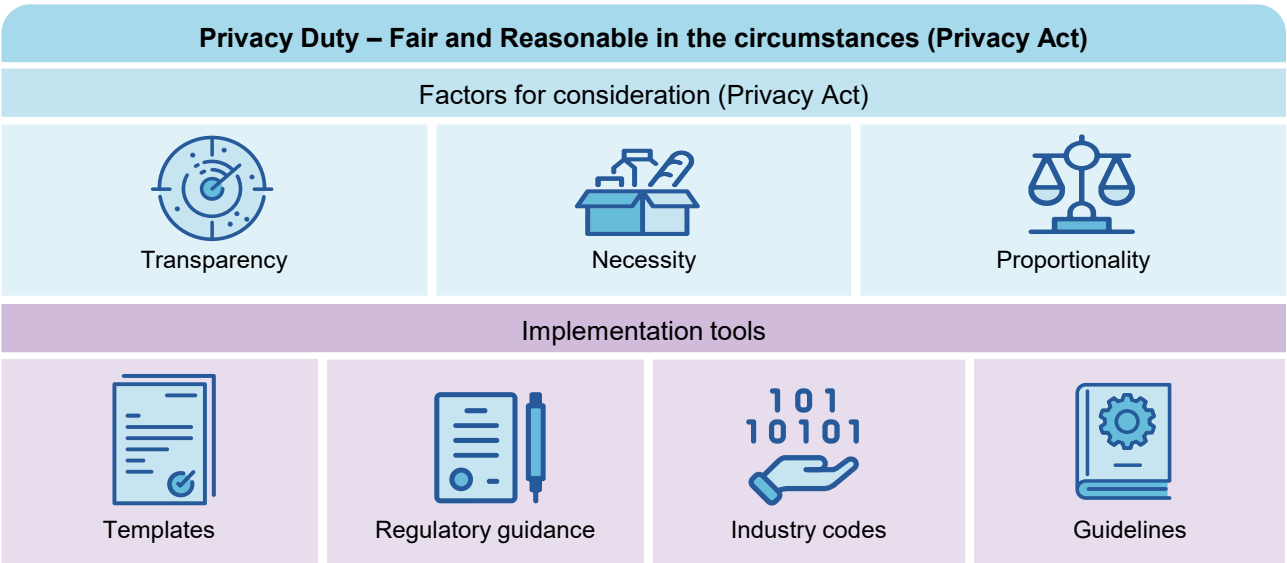 Privacy Duty – Fair and Reasonable in the circumstances (Privacy Act)
Factors for consideration (Privacy Act)
Transparency
Necessity
Proportionality
Implementation tools
101
10101
Templates
Regulatory guidance
Industry codes
Guidelines